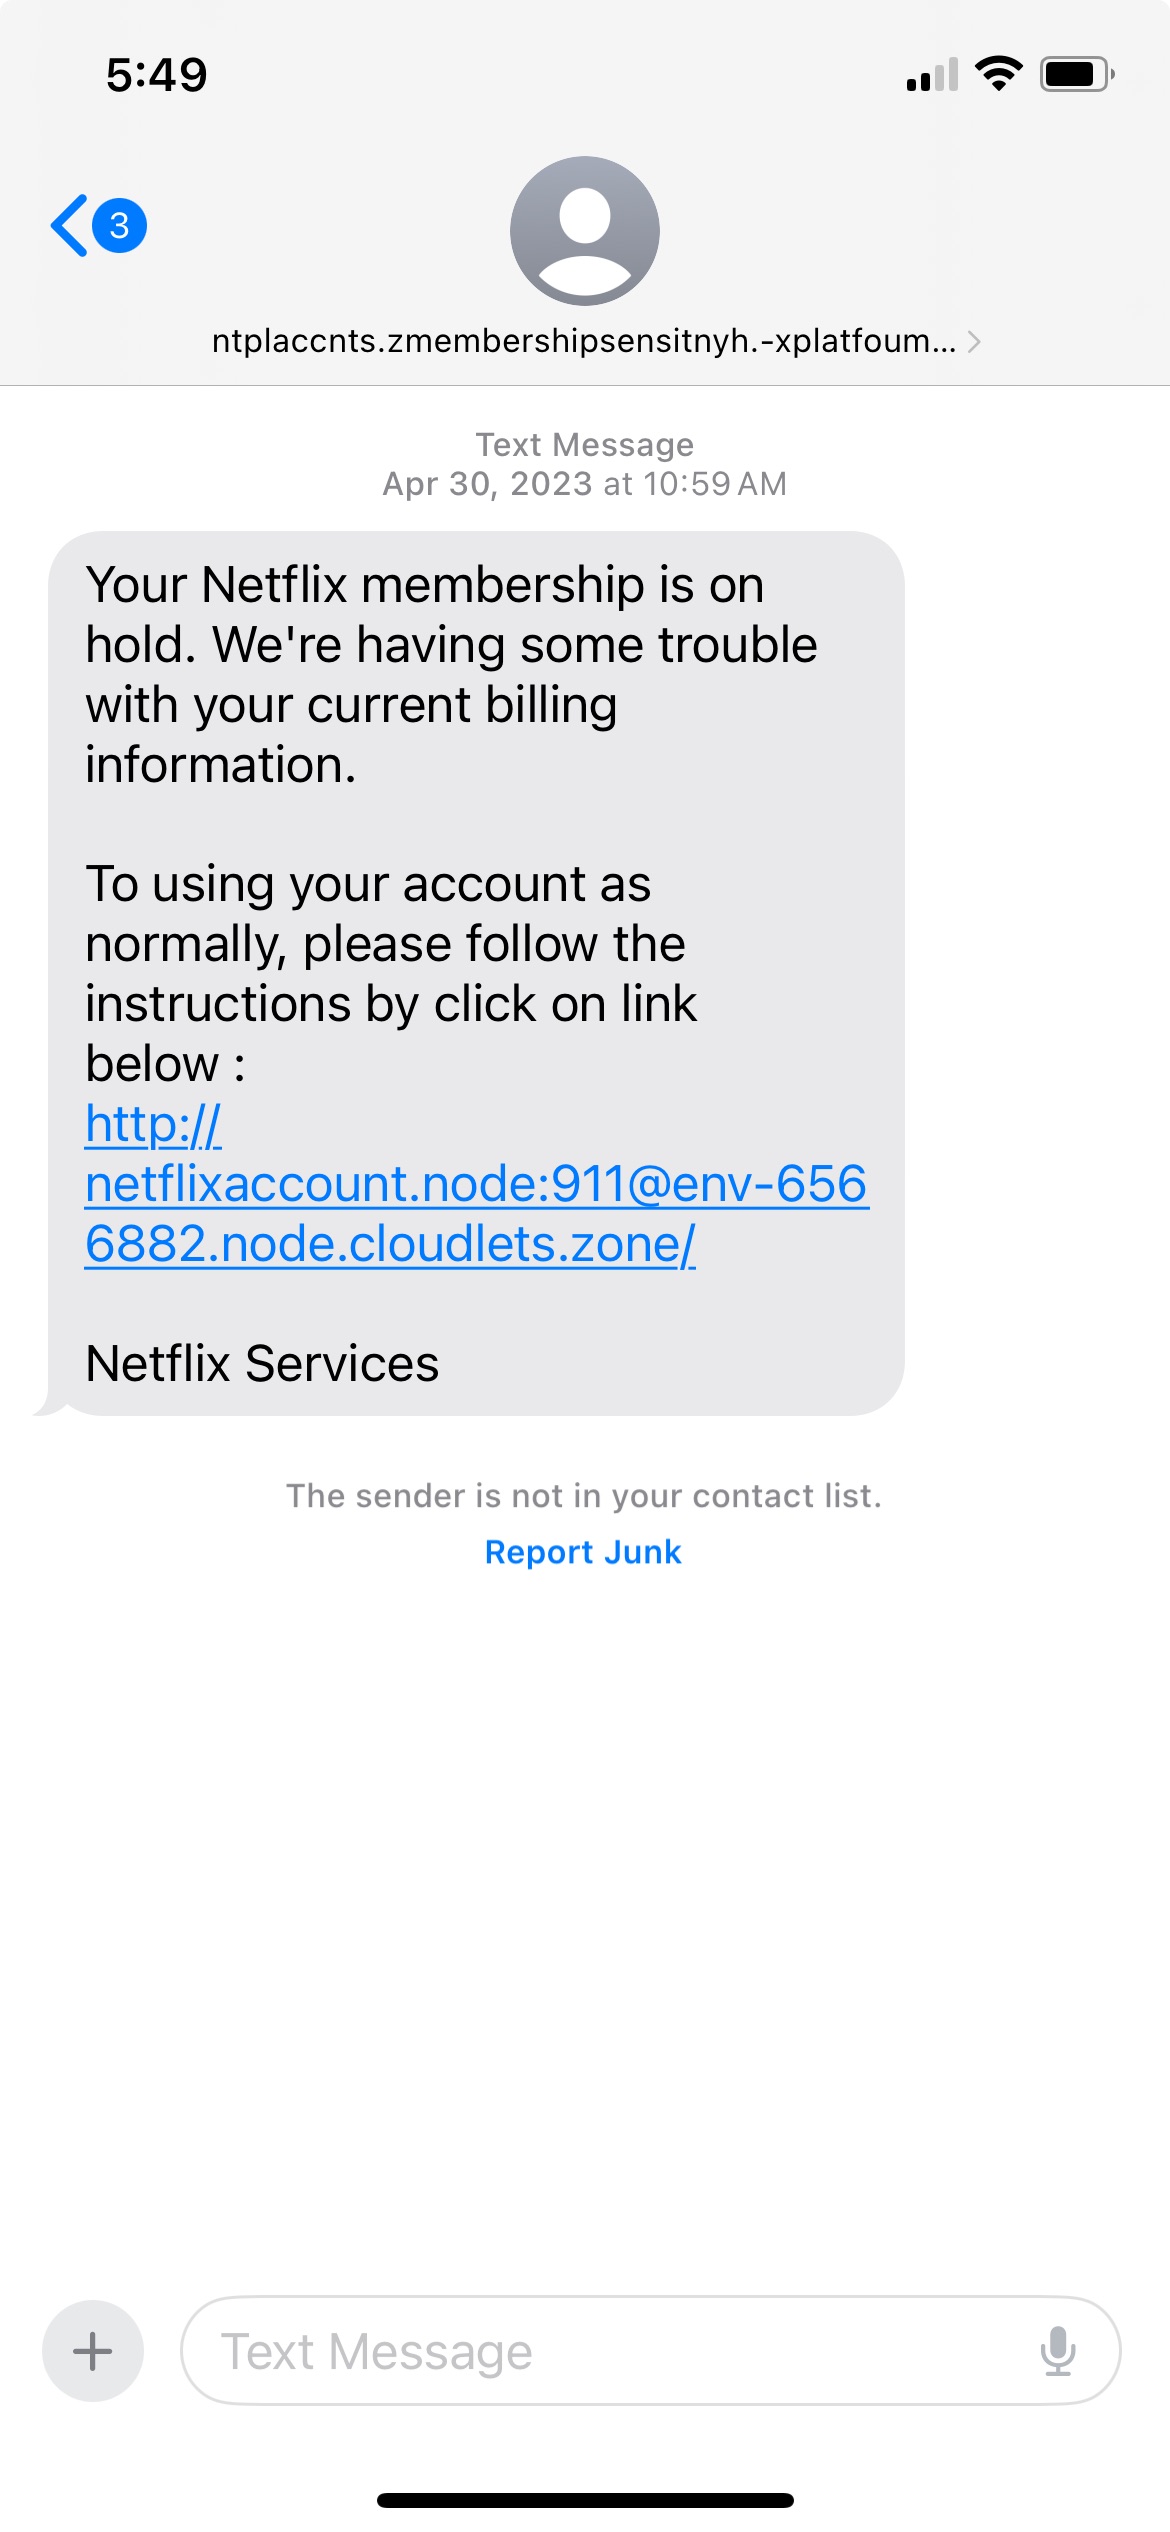 5:49
3
ntplaccnts.zmembershipsensitnyh.-xplatfoum...
Text Message
Apr 30, 2023 at 10:59 AM
Your Netflix membership is on
hold. We're having some trouble
with your current billing
information.
To using your account as
normally, please follow the
instructions by click on link
below :
http://
netflixaccount.node:911@env-656
6882.node.cloudlets.zone/
Netflix Services
The sender is not in your contact list.
Report Junk
Text Message